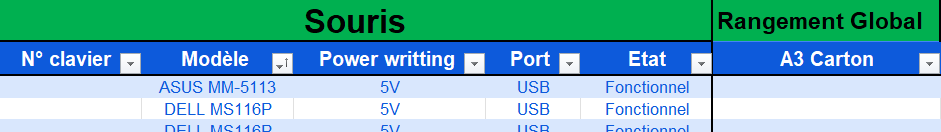 Souris Rangement Global
N° clavier Modèle Power writting Port Etat A3 Carton
ASUS MM-5113 5V USB Fonctionnel
DELL MS116P 5V USB Fonctionnel
DELL MS116P 5V USB Fonctionnel